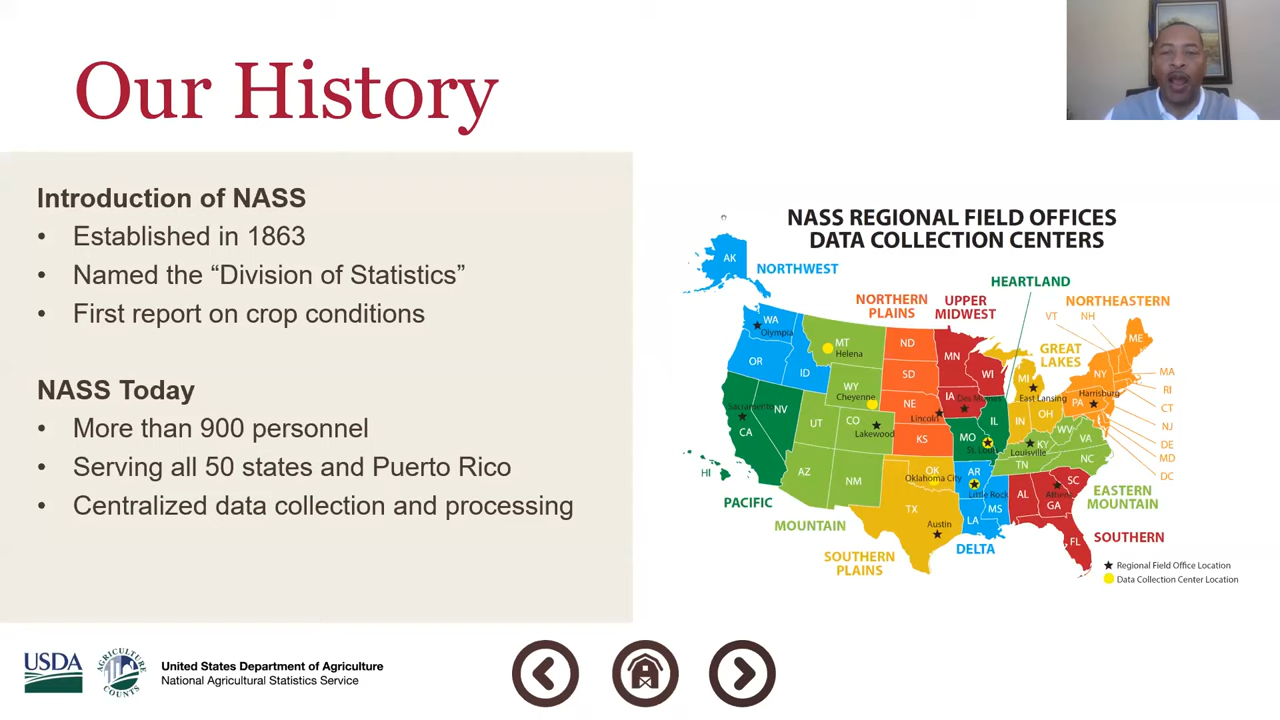 Our History
Introduction of NASS
• Established in 1863
• Named the “Division of Statistics”
• First report on crop conditions
NASS Today
• More than 900 personnel
• Serving all 50 states and Puerto Rico
• Centralized data collection and processing
NASS REGIONAL FIELD OFFICES
DATA COLLECTION CENTERS
AK
NORTHWEST
HEARTLAND
NORTHERN
PLAINS
UPPER
MIDWEST
NORTHEASTERN
VT
NH
GREAT
LAKES
WA
Olympia
OR
ID
MT
Helena
ND
MN
WI
MI
ME
NY
MA
RI
CT
NJ
DE
MD
DC
SD
WY
Cheyenne
NE
Lincoln
IA
Des Moines
East Lansing
PA
Harrisburg
Sacramento
CA
NV
UT
CO
Lakewood
KS
MO
St. Louis
IL
IN
OH
WV
VA
KY
Louisville
NC
TN
HI
AZ
NM
OK
Oklahoma City
AR
Little Rock
SC
Athens
GA
AL
MS
LA
TX
Austin
FL
PACIFIC
MOUNTAIN
SOUTHERN
PLAINS
DELTA
EASTERN
MOUNTAIN
SOUTHERN
Regional Field Office Location
Data Collection Center Location
USDA
AGRICULTURE
COUNTS
United States Department of Agriculture
National Agricultural Statistics Service